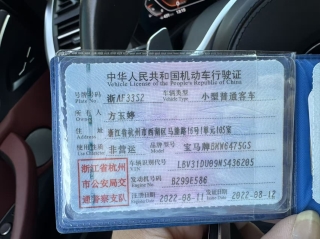 中华人民共和国机动车行驶证
Vehicle License of the People's Republic of China
号牌号码 浙AF33S2 车辆类型 小型普通客车
Plate No. Vehicle Type
所有人 方玉婷
Owner
住址 浙江省杭州市西湖区马塍路16号1单元105室
Address
使用性质 非营运 品牌型号 宝马牌BMW6475GS
Use Character Model
浙江省杭州
市公安局交
通警察支队
车辆识别代号 LBV31DU09NS436205
VIN
发动机号码 B299E586
Engine No.
注册日期 2022-08-11 发证日期 2022-08-12
Register Date Issue Date